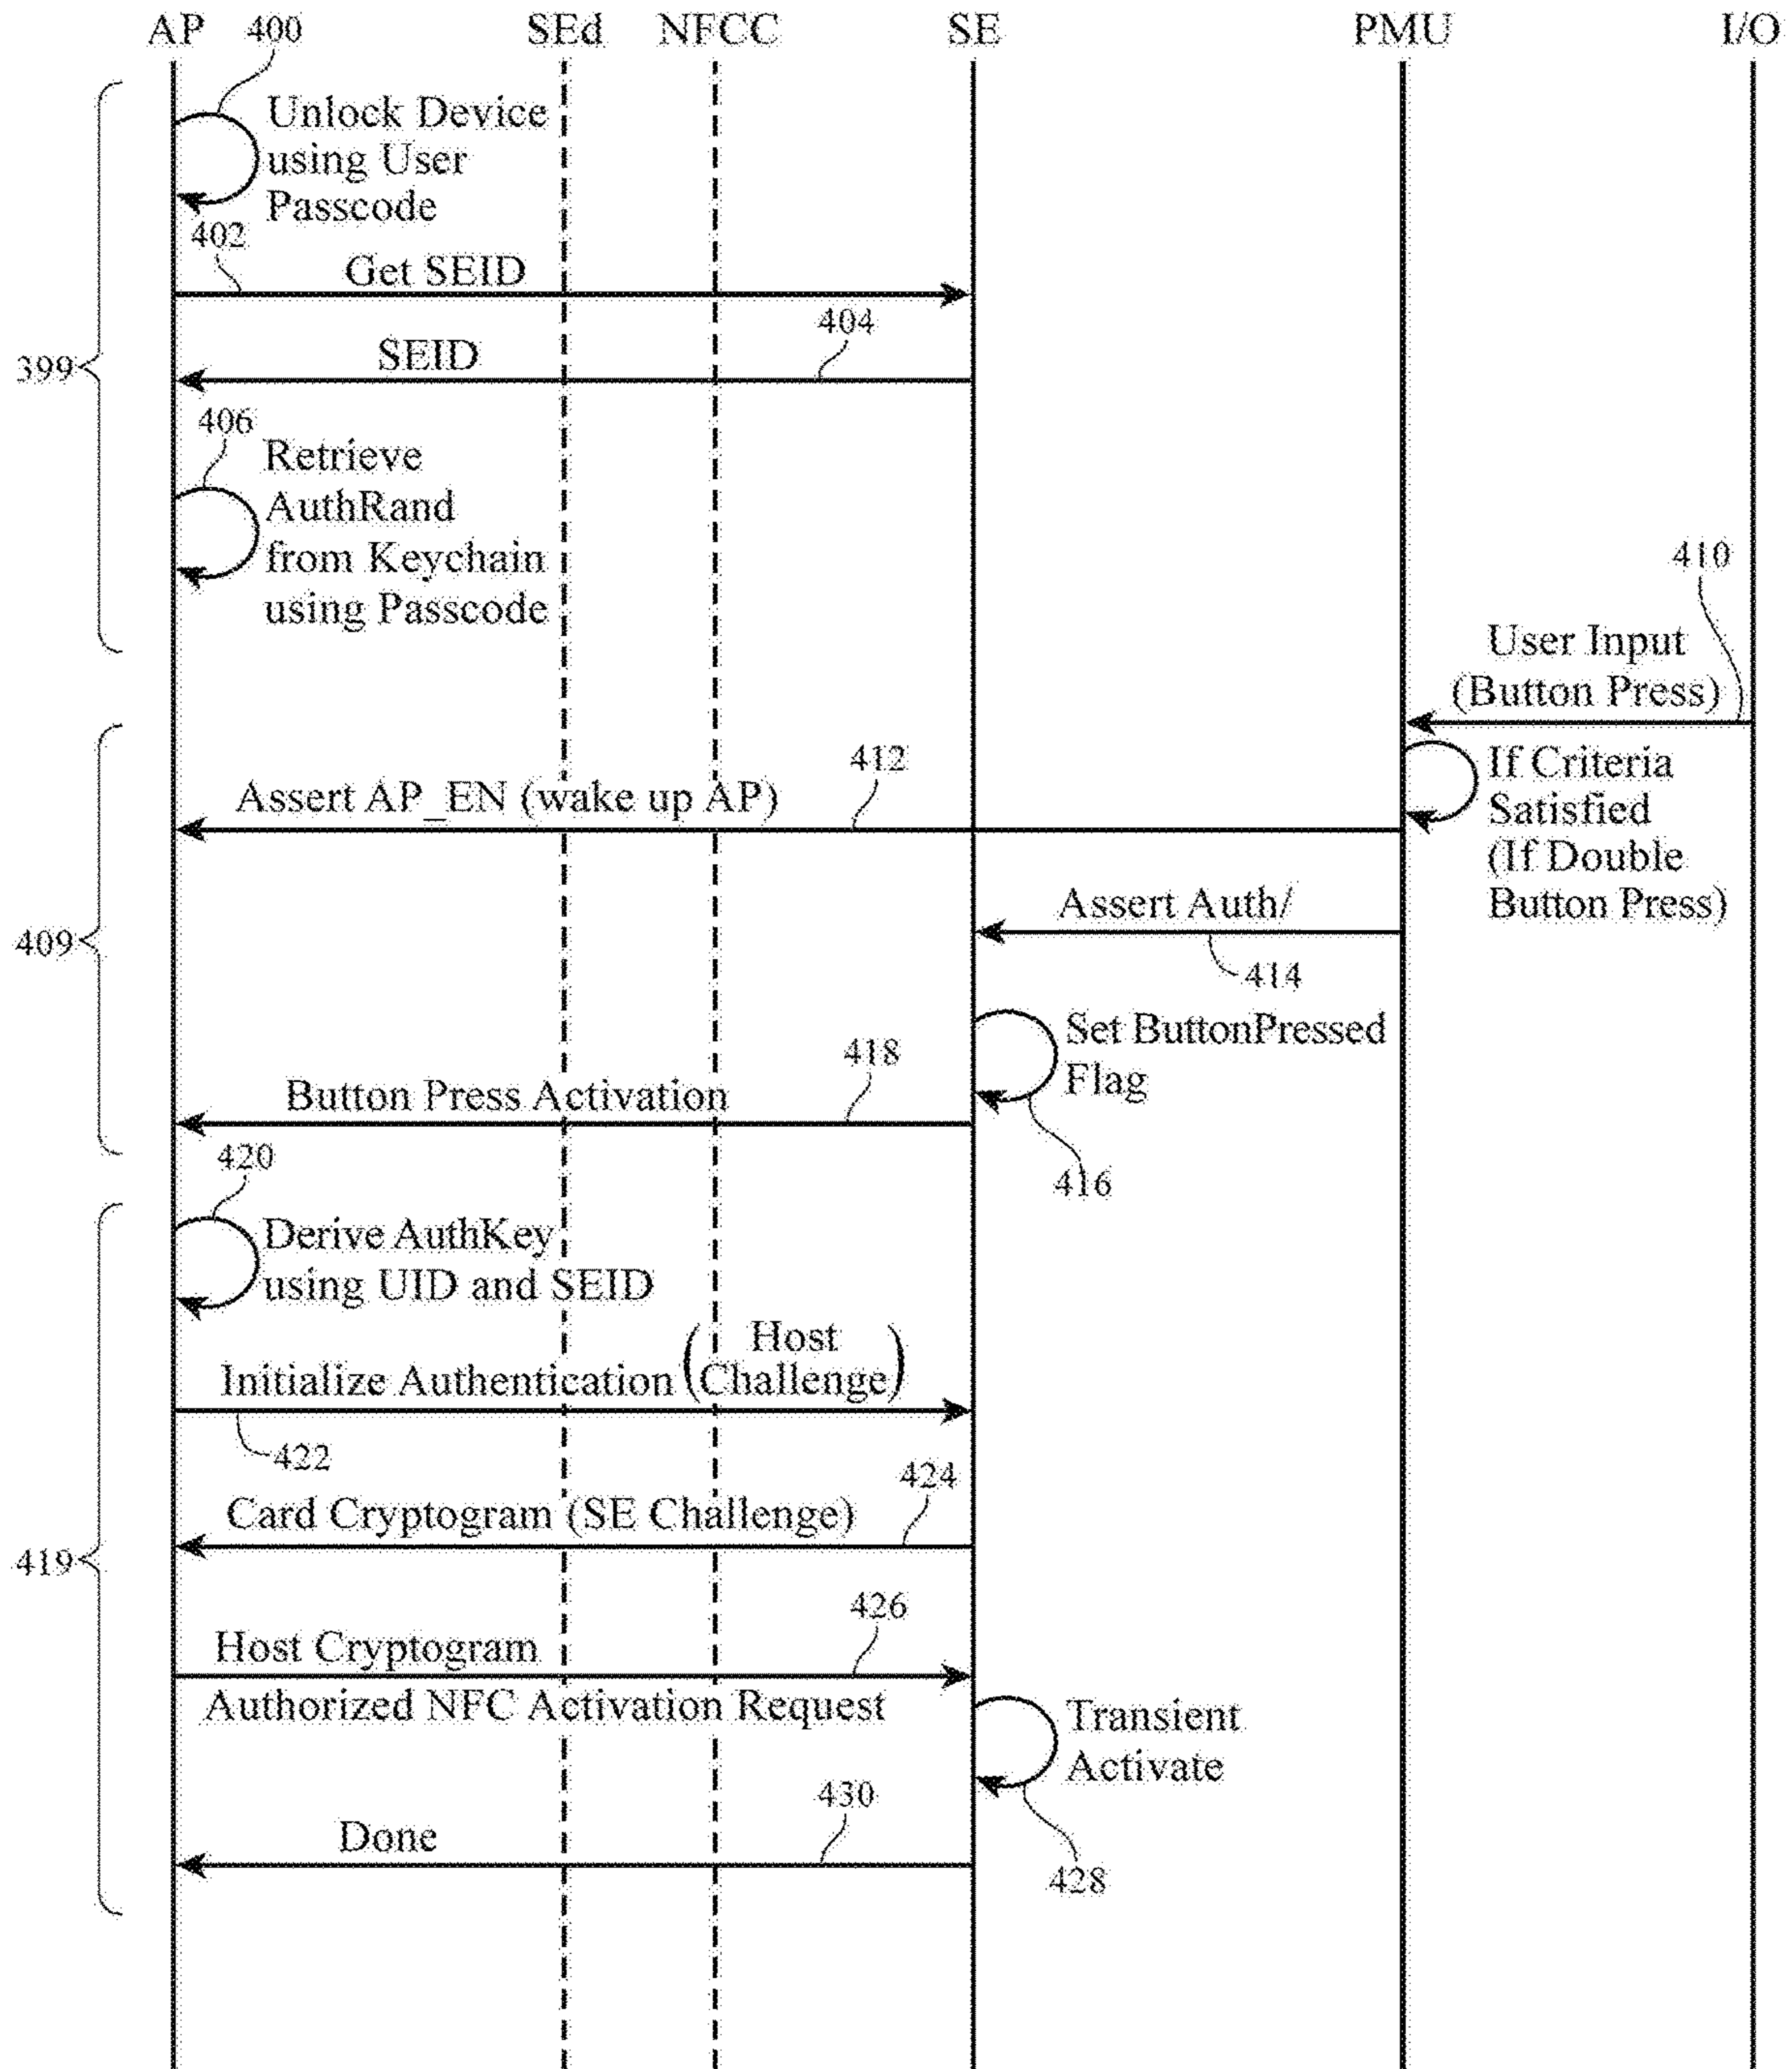 AP SEd NFCC SE PMU I/O
400
Unlock Device
using User
Passcode
402
Get SEID
404
SEID
399
406
Retrieve
AuthRand
from Keychain
using Passcode
410
User Input
(Button Press)
412
Assert AP_EN (wake up AP)
If Criteria
Satisfied
(If Double
Button Press)
Assert Auth/
414
409
Set ButtonPressed
Flag
416
418
Button Press Activation
420
Derive AuthKey
using UID and SEID
Initialize Authentication (Host
Challenge)
422
424
Card Cryptogram (SE Challenge)
419
426
Host Cryptogram
Authorized NFC Activation Request
Transient
Activate
428
430
Done